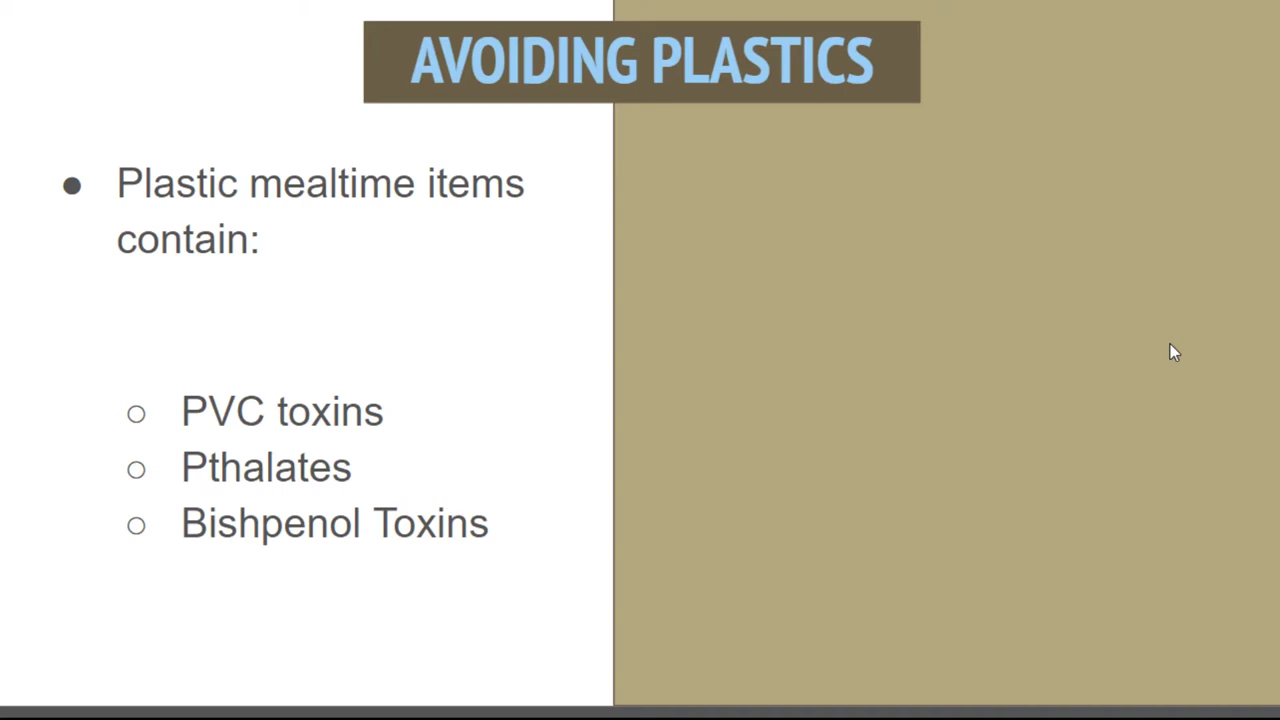 AVOIDING PLASTICS
● Plastic mealtime items
contain:
○ PVC toxins
○ Pthalates
○ Bishpenol Toxins